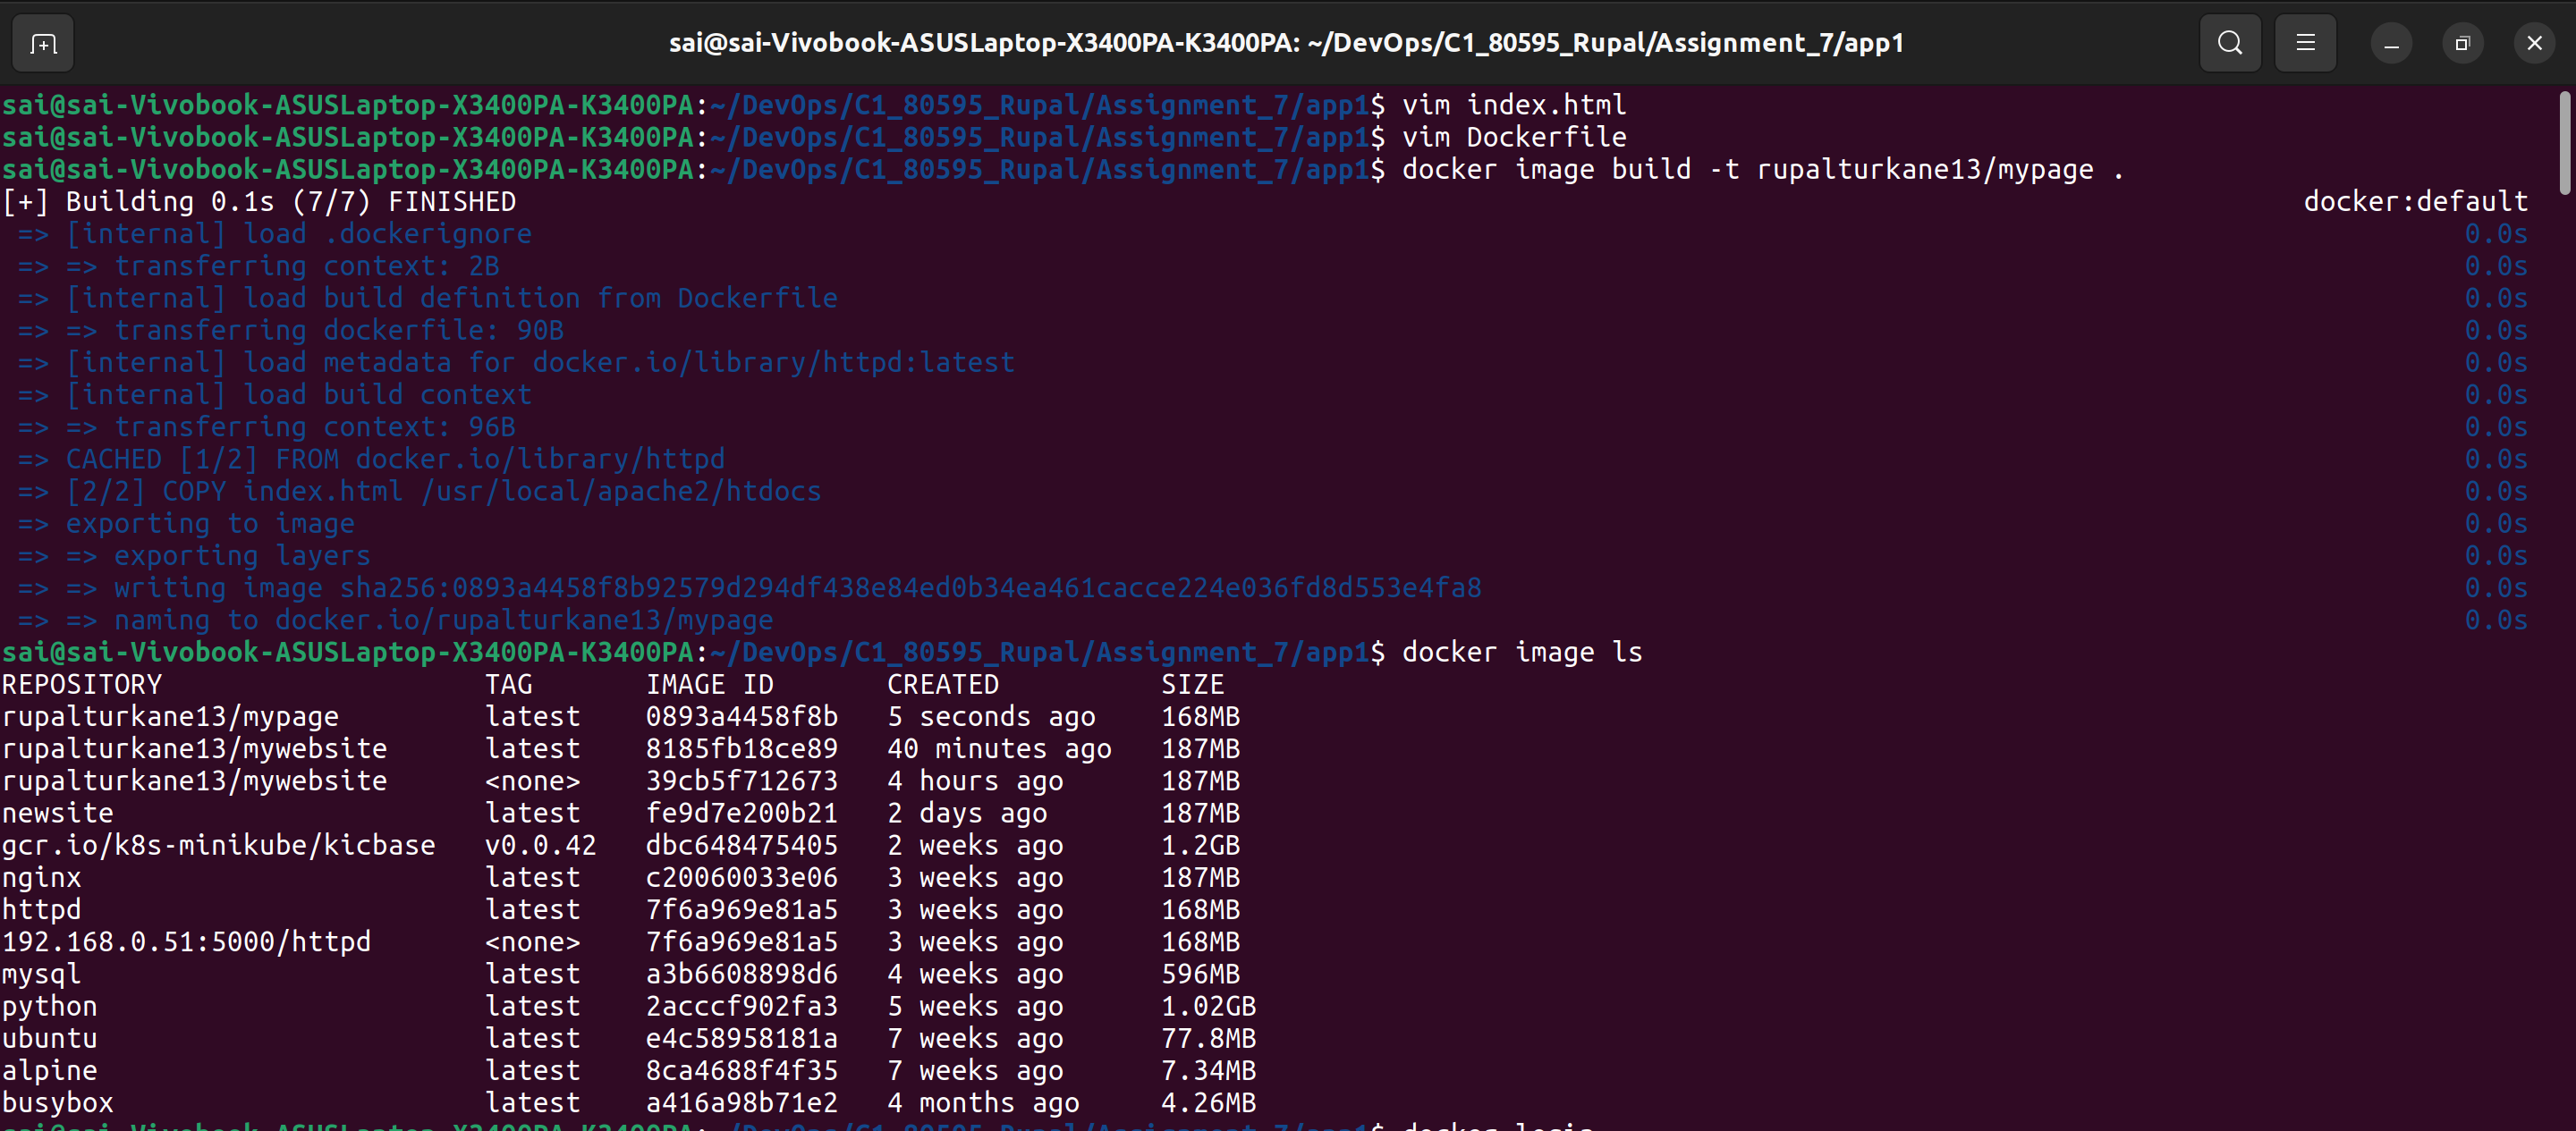 sai@sai-Vivobook-ASUSLaptop-X3400PA-K3400PA: ~/DevOps/C1_80595_Rupal/Assignment_7/app1
sai@sai-Vivobook-ASUSLaptop-X3400PA-K3400PA:~/DevOps/C1_80595_Rupal/Assignment_7/app1$ vim index.html
sai@sai-Vivobook-ASUSLaptop-X3400PA-K3400PA:~/DevOps/C1_80595_Rupal/Assignment_7/app1$ vim Dockerfile
sai@sai-Vivobook-ASUSLaptop-X3400PA-K3400PA:~/DevOps/C1_80595_Rupal/Assignment_7/app1$ docker image build -t rupalturkane13/mypage .
[+] Building 0.1s (7/7) FINISHED docker:default
=> [internal] load .dockerignore 0.0s
=> => transferring context: 2B 0.0s
=> [internal] load build definition from Dockerfile 0.0s
=> => transferring dockerfile: 90B 0.0s
=> [internal] load metadata for docker.io/library/httpd:latest 0.0s
=> [internal] load build context 0.0s
=> => transferring context: 96B 0.0s
=> CACHED [1/2] FROM docker.io/library/httpd 0.0s
=> [2/2] COPY index.html /usr/local/apache2/htdocs 0.0s
=> exporting to image 0.0s
=> => exporting layers 0.0s
=> => writing image sha256:0893a4458f8b92579d294df438e84ed0b34ea461cacce224e036fd8d553e4fa8 0.0s
=> => naming to docker.io/rupalturkane13/mypage 0.0s
sai@sai-Vivobook-ASUSLaptop-X3400PA-K3400PA:~/DevOps/C1_80595_Rupal/Assignment_7/app1$ docker image ls
REPOSITORY TAG IMAGE ID CREATED SIZE
rupalturkane13/mypage latest 0893a4458f8b 5 seconds ago 168MB
rupalturkane13/mywebsite latest 8185fb18ce89 40 minutes ago 187MB
rupalturkane13/mywebsite <none> 39cb5f712673 4 hours ago 187MB
newsite latest fe9d7e200b21 2 days ago 187MB
gcr.io/k8s-minikube/kicbase v0.0.42 dbc648475405 2 weeks ago 1.2GB
nginx latest c20060033e06 3 weeks ago 187MB
httpd latest 7f6a969e81a5 3 weeks ago 168MB
192.168.0.51:5000/httpd <none> 7f6a969e81a5 3 weeks ago 168MB
mysql latest a3b6608898d6 4 weeks ago 596MB
python latest 2acccf902fa3 5 weeks ago 1.02GB
ubuntu latest e4c58958181a 7 weeks ago 77.8MB
alpine latest 8ca4688f4f35 7 weeks ago 7.34MB
busybox latest a416a98b71e2 4 months ago 4.26MB
sai@sai-Vivobook-ASUSLaptop-X3400PA-K3400PA:~/DevOps/C1_80595_Rupal/Assignment_7/app1$ docker login